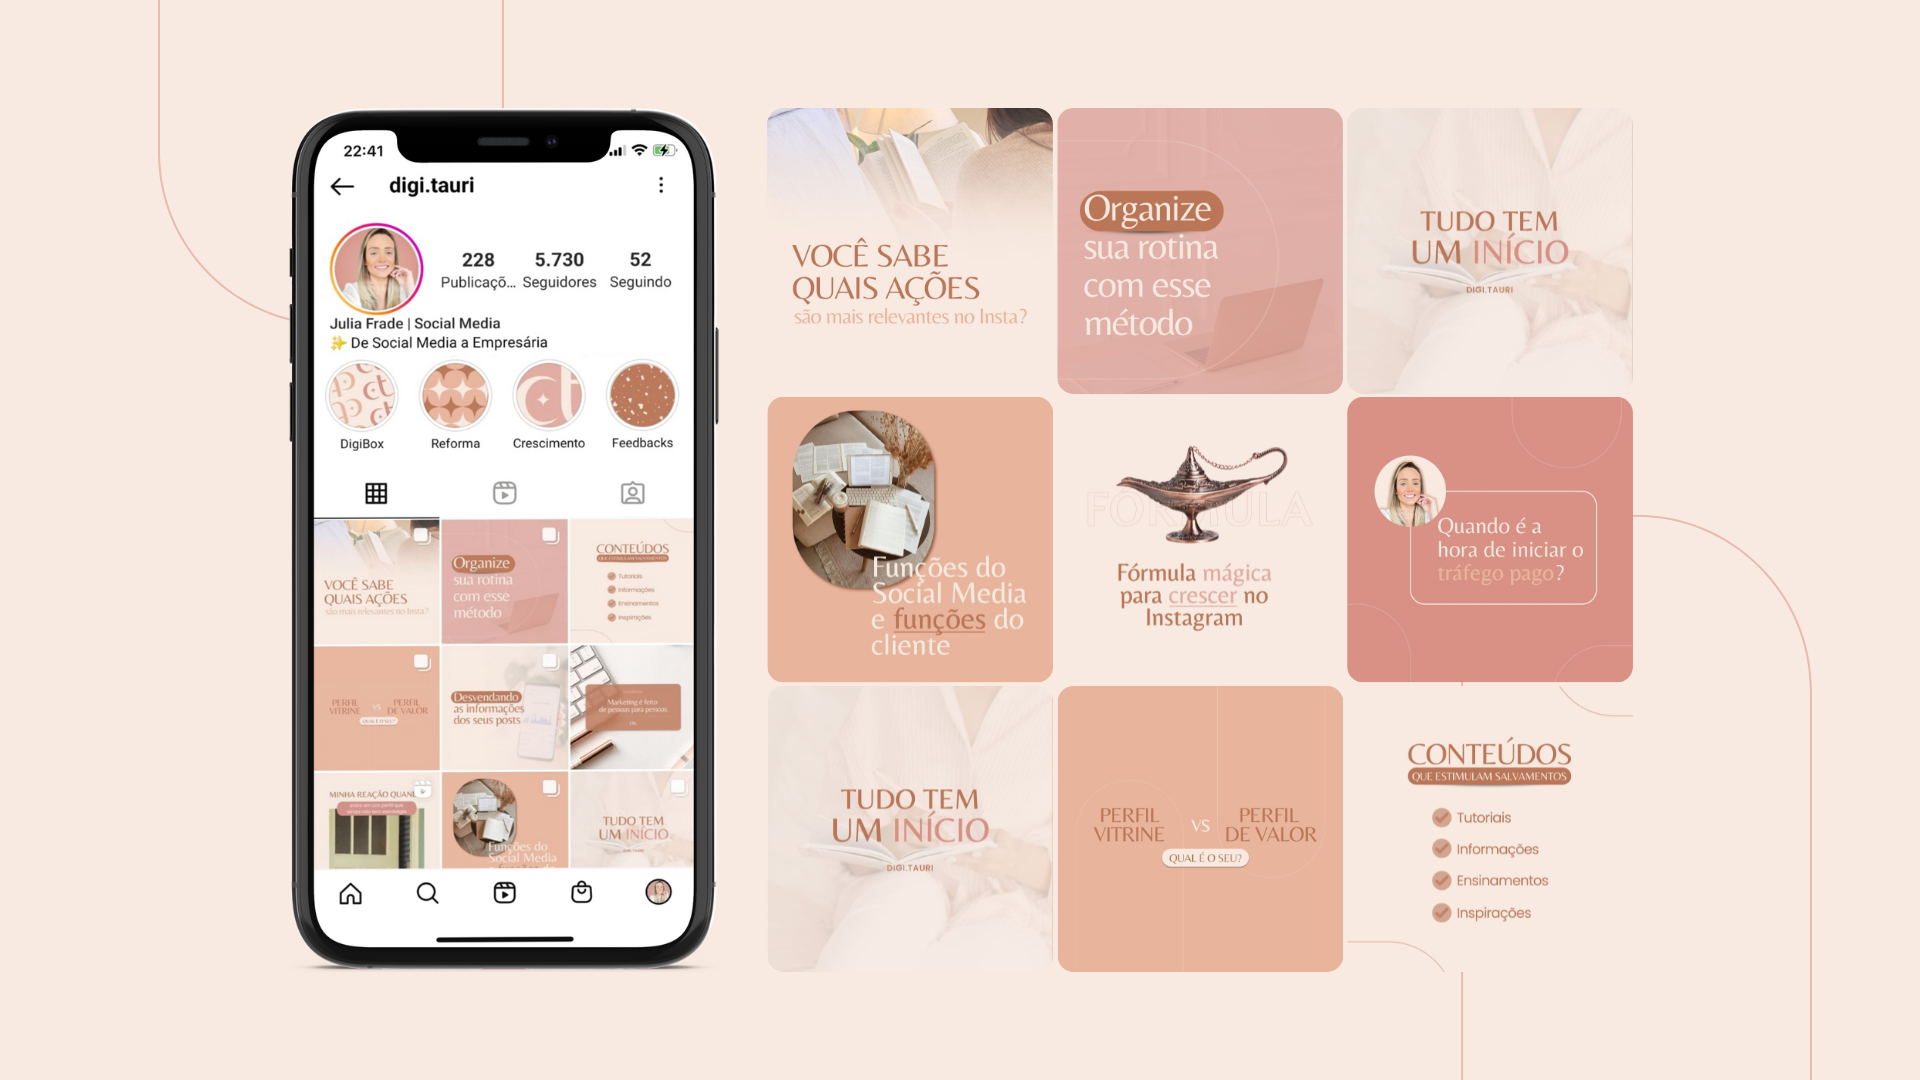 22:41
digi.tauri
228
5.730
52
Publicaçõ...
Seguidores
Seguindo
Julia Frade | Social Media
✨ De Social Media a Empresária
DigiBox
Reforma
Crescimento
Feedbacks
VOCÊ SABE
QUAIS AÇÕES
são mais relevantes no Insta?
Organize
sua rotina
com esse
método
CONTEÚDOS
QUE ESTIMULAM SALVAMENTOS
Tutoriais
Informações
Ensinamentos
Inspirações
PERFIL
VITRINE
VS
PERFIL
DE VALOR
QUAL É O SEU?
Desvendando
as informações
dos seus posts
Marketing é feito
de pessoas para pessoas.
MINHA REAÇÃO QUAN
Funções do
Social Media
TUDO TEM
UM INÍCIO
VOCÊ SABE
QUAIS AÇÕES
são mais relevantes no Insta?
Organize
sua rotina
com esse
método
TUDO TEM
UM INÍCIO
DIGI.TAURI
Funções do
Social Media
e funções do
cliente
FÓRMULA
Fórmula mágica
para crescer no
Instagram
Quando é a
hora de iniciar o
tráfego pago?
TUDO TEM
UM INÍCIO
DIGI.TAURI
PERFIL
VITRINE
VS
PERFIL
DE VALOR
QUAL É O SEU?
CONTEÚDOS
QUE ESTIMULAM SALVAMENTOS
Tutoriais
Informações
Ensinamentos
Inspirações